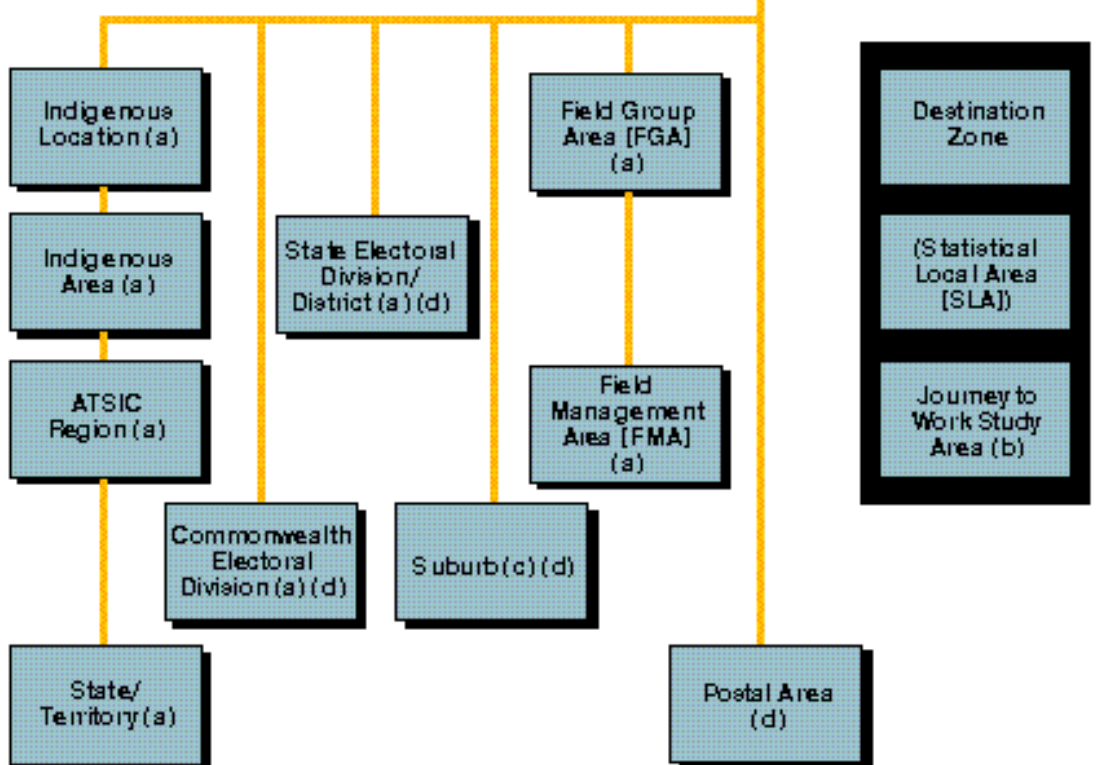 Indigenous
Location (a)
Field Group
Area [FGA]
(a)
Destination
Zone
Indigenous
Area (a)
State Electoral
Division/
District (a) (d)
(Statistical
Local Area
[SLA])
ATSIC
Region (a)
Field
Management
Area [FMA]
(a)
Journey to
Work Study
Area (b)
Commonwealth
Electoral
Division (a) (d)
Suburb (c) (d)
State/
Territory (a)
Postal Area
(d)